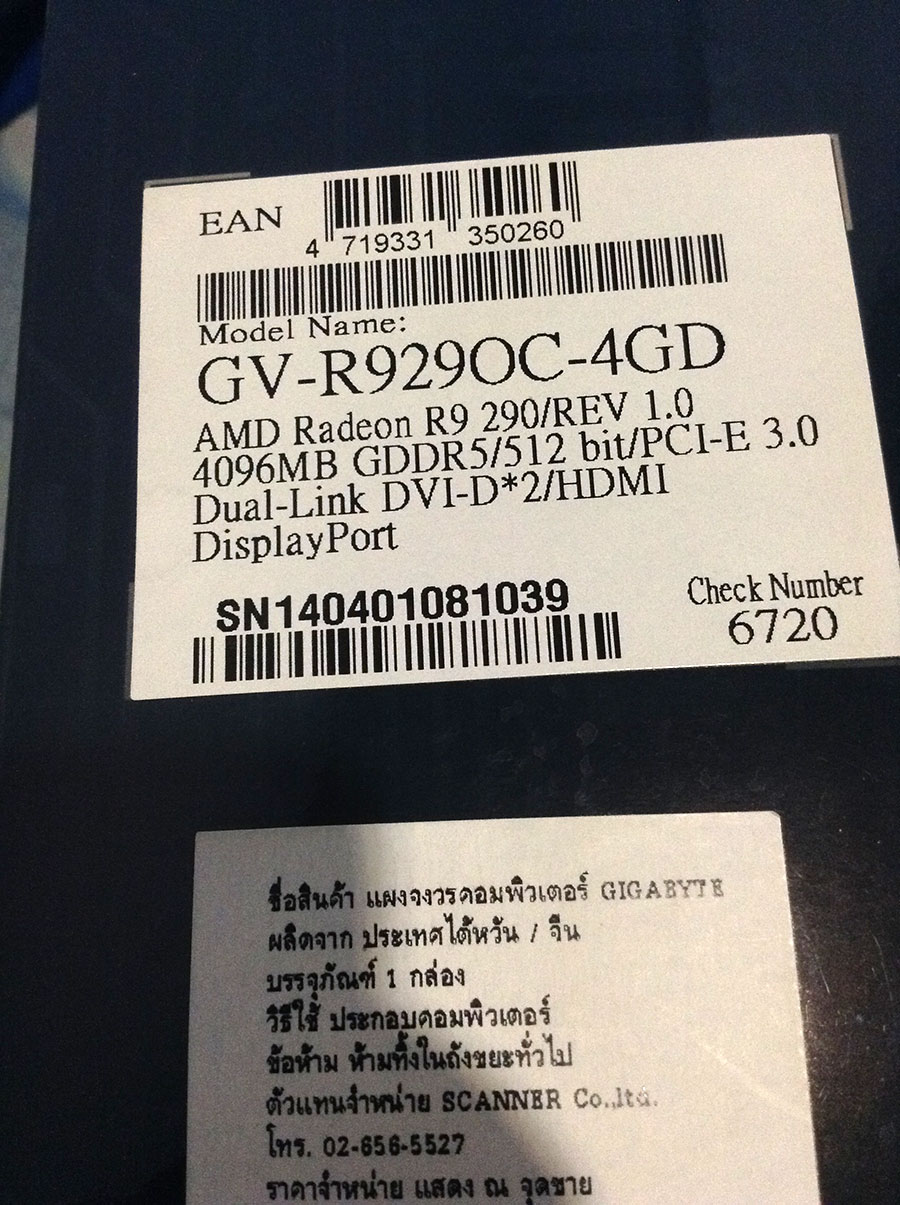 EAN
4 719331 350260
Model Name:
GV-R929OC-4GD
AMD Radeon R9 290/REV 1.0
4096MB GDDR5/512 bit/PCI-E 3.0
Dual-Link DVI-D*2/HDMI
DisplayPort
SN140401081039
Check Number
6720
ชื่อสินค้า แผงจงวรคอมพิวเตอร์ GIGABYTE
ผลิตจาก ประเทศไต้หวัน / จีน
บรรจุภัณฑ์ 1 กล่อง
วิธีใช้ ประกอบคอมพิวเตอร์
ข้อห้าม ห้ามทิ้งในถังขยะทั่วไป
ตัวแทนจำหน่าย SCANNER Co.,ltd.
โทร. 02-656-5527
ราคาจำหน่าย แสดง ณ จุดขาย